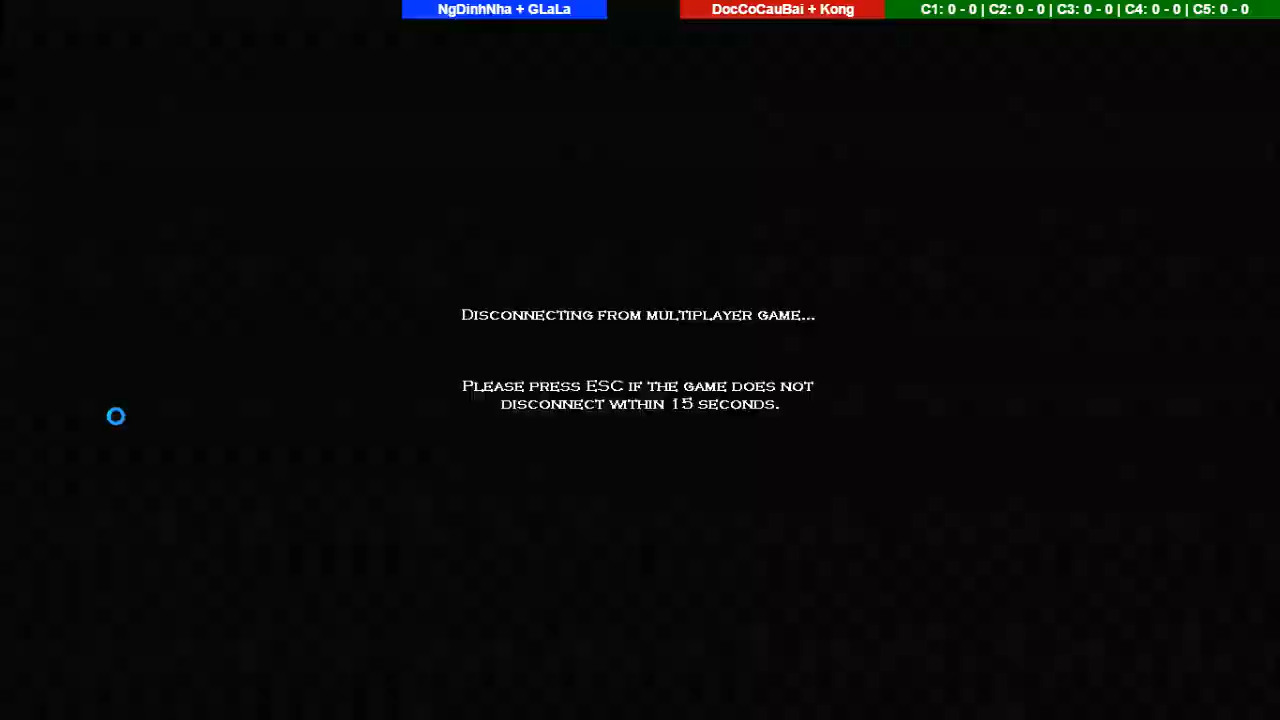 NgDinhNha + GLaLa
DocCoCauBai + Kong
C1: 0 - 0 | C2: 0 - 0 | C3: 0 - 0 | C4: 0 - 0 | C5: 0 - 0
Disconnecting from multiplayer game...
Please press ESC if the game does not
disconnect within 15 seconds.